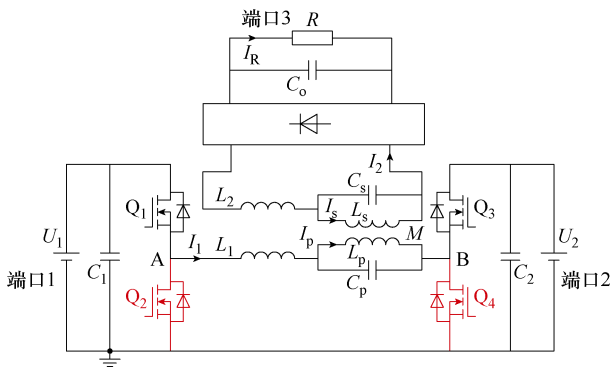 端口3
R
I_R
C_o
I_2
C_s
L_2
I_s
L_s
Q_1
Q_3
U_1
C_1
A
I_1
L_1
I_p
L_p
M
C_p
B
C_2
U_2
端口1
Q_2
Q_4
端口2